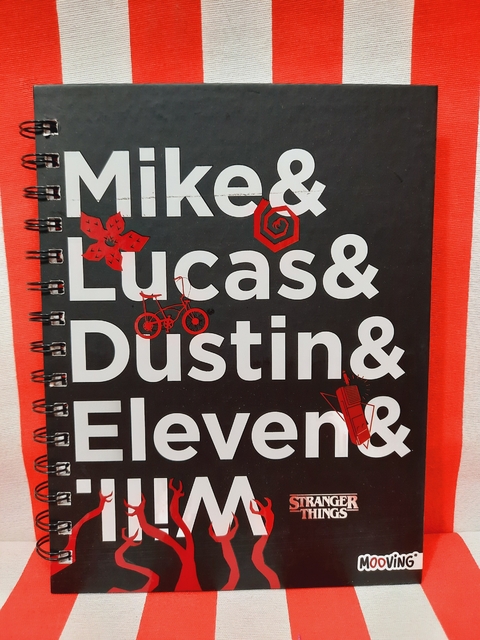 Mike&
Lucas&
Dustin&
Eleven&
Will.
STRANGER
THINGS
MOOVING